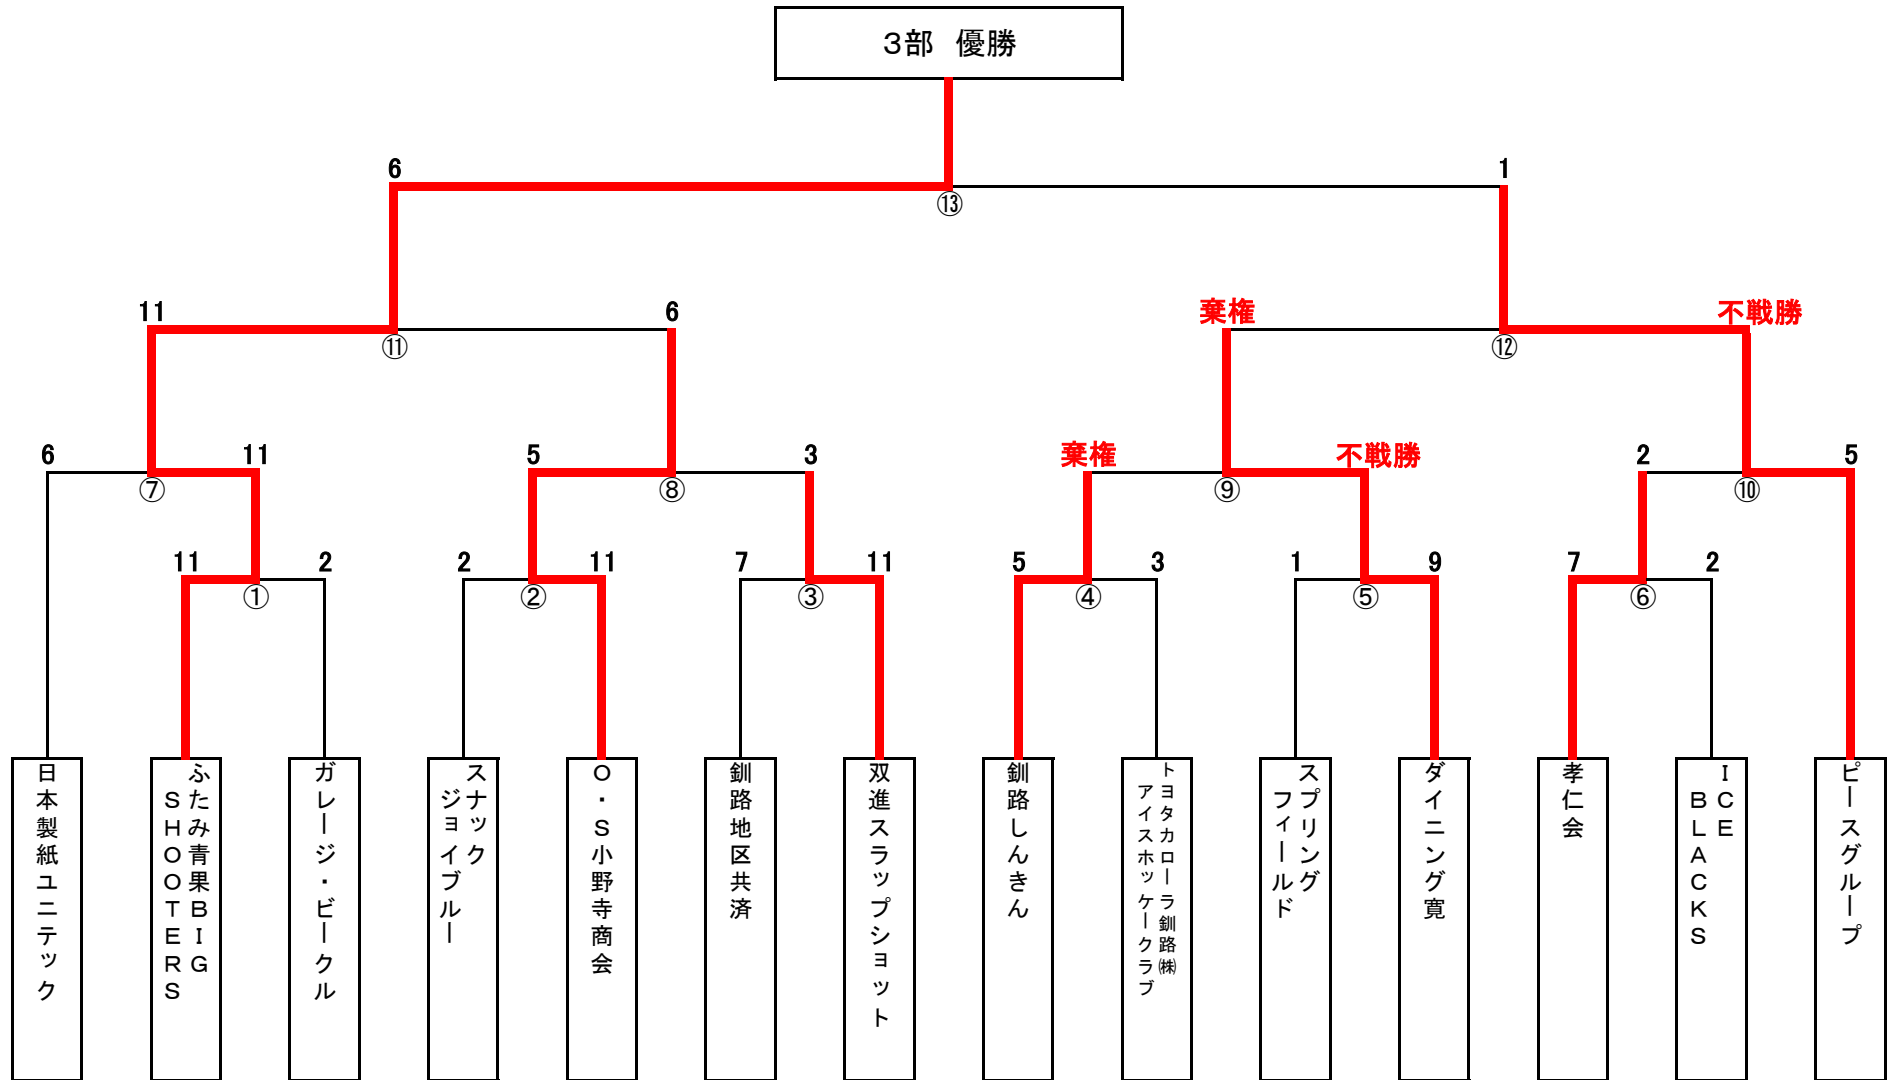 3部　優勝
6
1
⑬
11
6
棄権
不戦勝
⑪
⑫
6
11
5
3
棄権
不戦勝
2
5
⑦
⑧
⑨
⑩
11
2
2
11
7
11
5
3
1
9
7
2
①
②
③
④
⑤
⑥
日本製紙ユニテック
ふたみ青果BIG
SHOOTERS
ガレージ・ビークル
スナック
ジョイブルー
O・S小野寺商会
釧路地区共済
双進スラップショット
釧路しんきん
トヨタカローラ釧路㈱
アイスホッケークラブ
スプリング
フィールド
ダイニング寛
孝仁会
ICE
BLACKS
ピースグループ